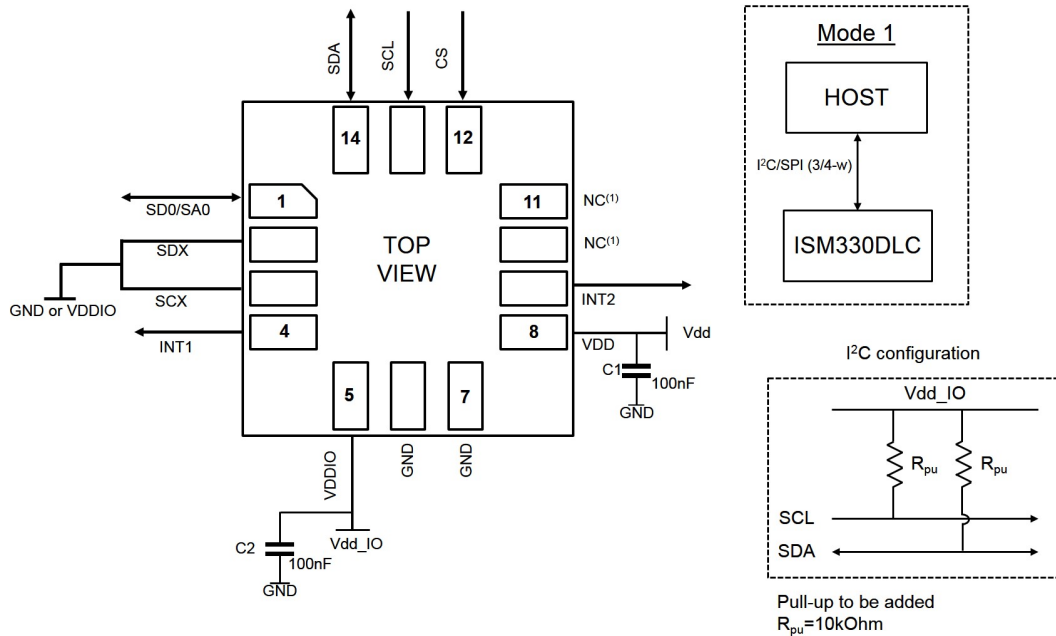 SDA
SCL
CS
14
12
SD0/SA0
1
SDX
SCX
GND or VDDIO
INT1
4
TOP
VIEW
11
NC(1)
NC(1)
INT2
8
VDD
Vdd
C1
100nF
GND
5
7
VDDIO
GND
GND
C2
100nF
GND
Vdd_IO
Mode 1
HOST
I²C/SPI (3/4-w)
ISM330DLC
I²C configuration
Vdd_IO
Rpu
Rpu
SCL
SDA
Pull-up to be added
Rpu=10kOhm